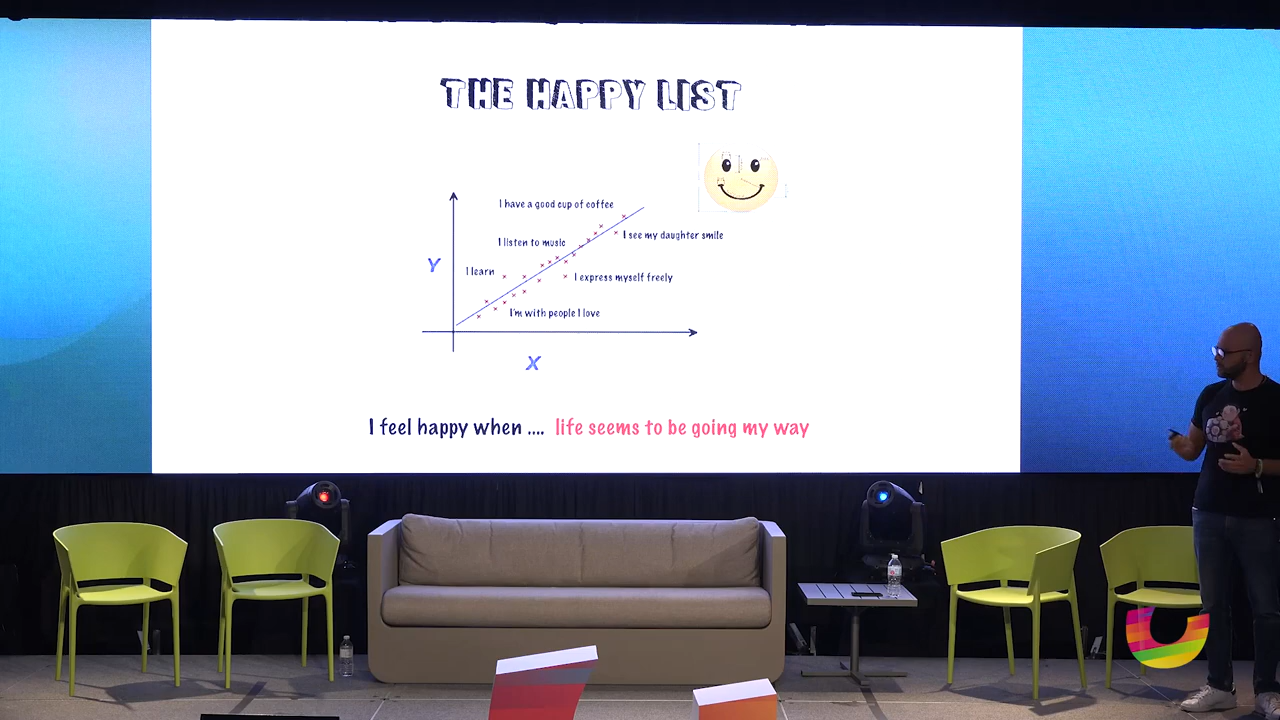 THE HAPPY LIST
I have a good cup of coffee
I see my daughter smile
I listen to music
Y
I learn
I express myself freely
I'm with people I love
X
I feel happy when .... life seems to be going my way